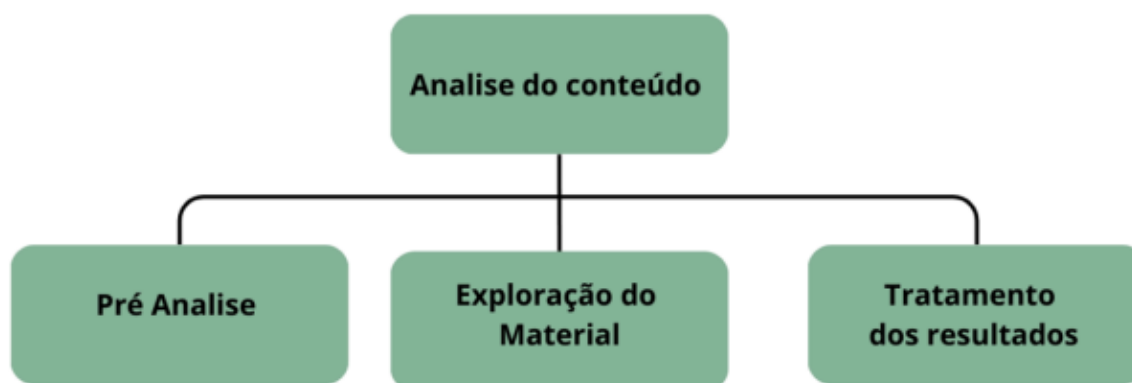 Analise do conteúdo
Pré Analise
Exploração do
Material
Tratamento
dos resultados